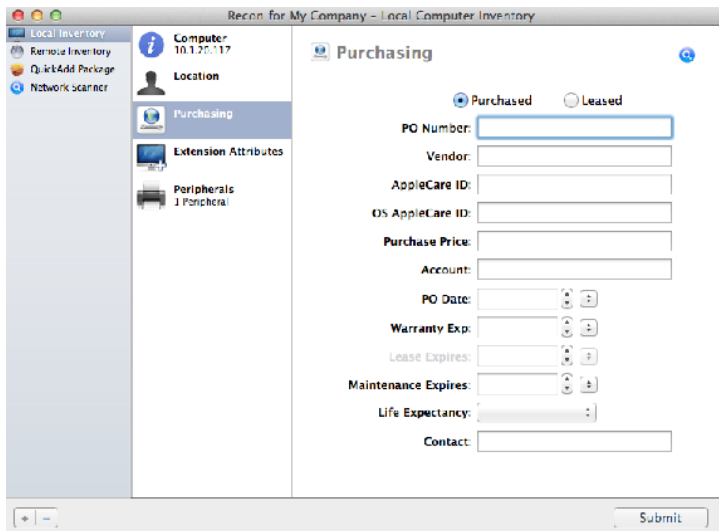 Recon for My Company - Local Computer Inventory
Local Inventory
Remote Inventory
QuickAdd Package
Network Scanner
Computer
10.1.20.117
Location
Purchasing
Extension Attributes
Peripherals
1 Peripheral
Purchasing
Purchased
Leased
PO Number:
Vendor:
AppleCare ID:
OS AppleCare ID:
Purchase Price:
Account:
PO Date:
Warranty Exp:
Lease Expires:
Maintenance Expires:
Life Expectancy:
Contact:
Submit